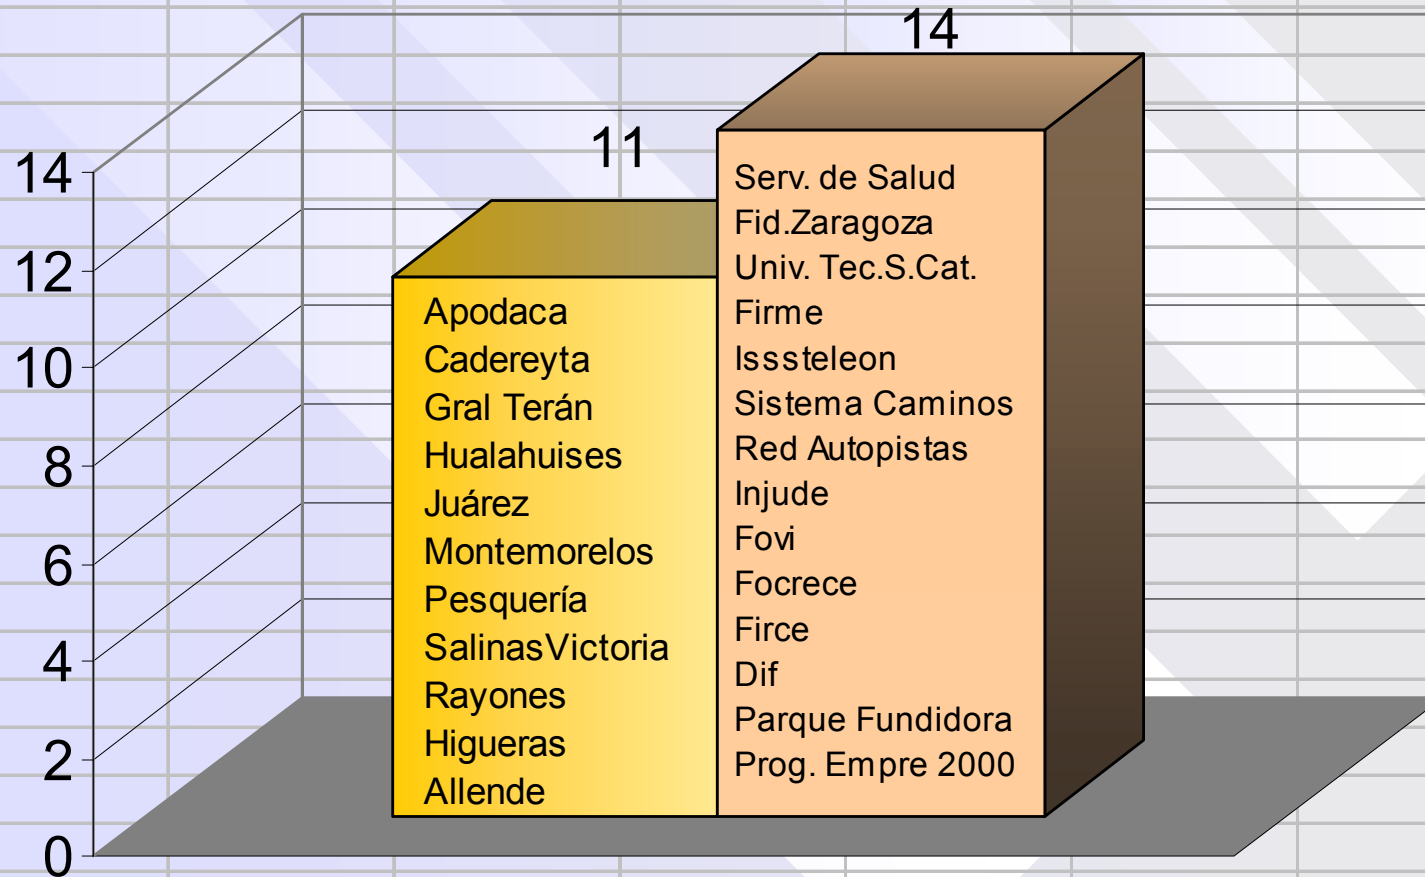 14
11
14
12
10
8
6
4
2
0
Apodaca
Cadereyta
Gral Terán
Hualahuises
Juárez
Montemorelos
Pesquería
SalinasVictoria
Rayones
Higueras
Allende
Serv. de Salud
Fid.Zaragoza
Univ. Tec.S.Cat.
Firme
Isssteleon
Sistema Caminos
Red Autopistas
Injude
Fovi
Focrece
Firce
Dif
Parque Fundidora
Prog. Empre 2000